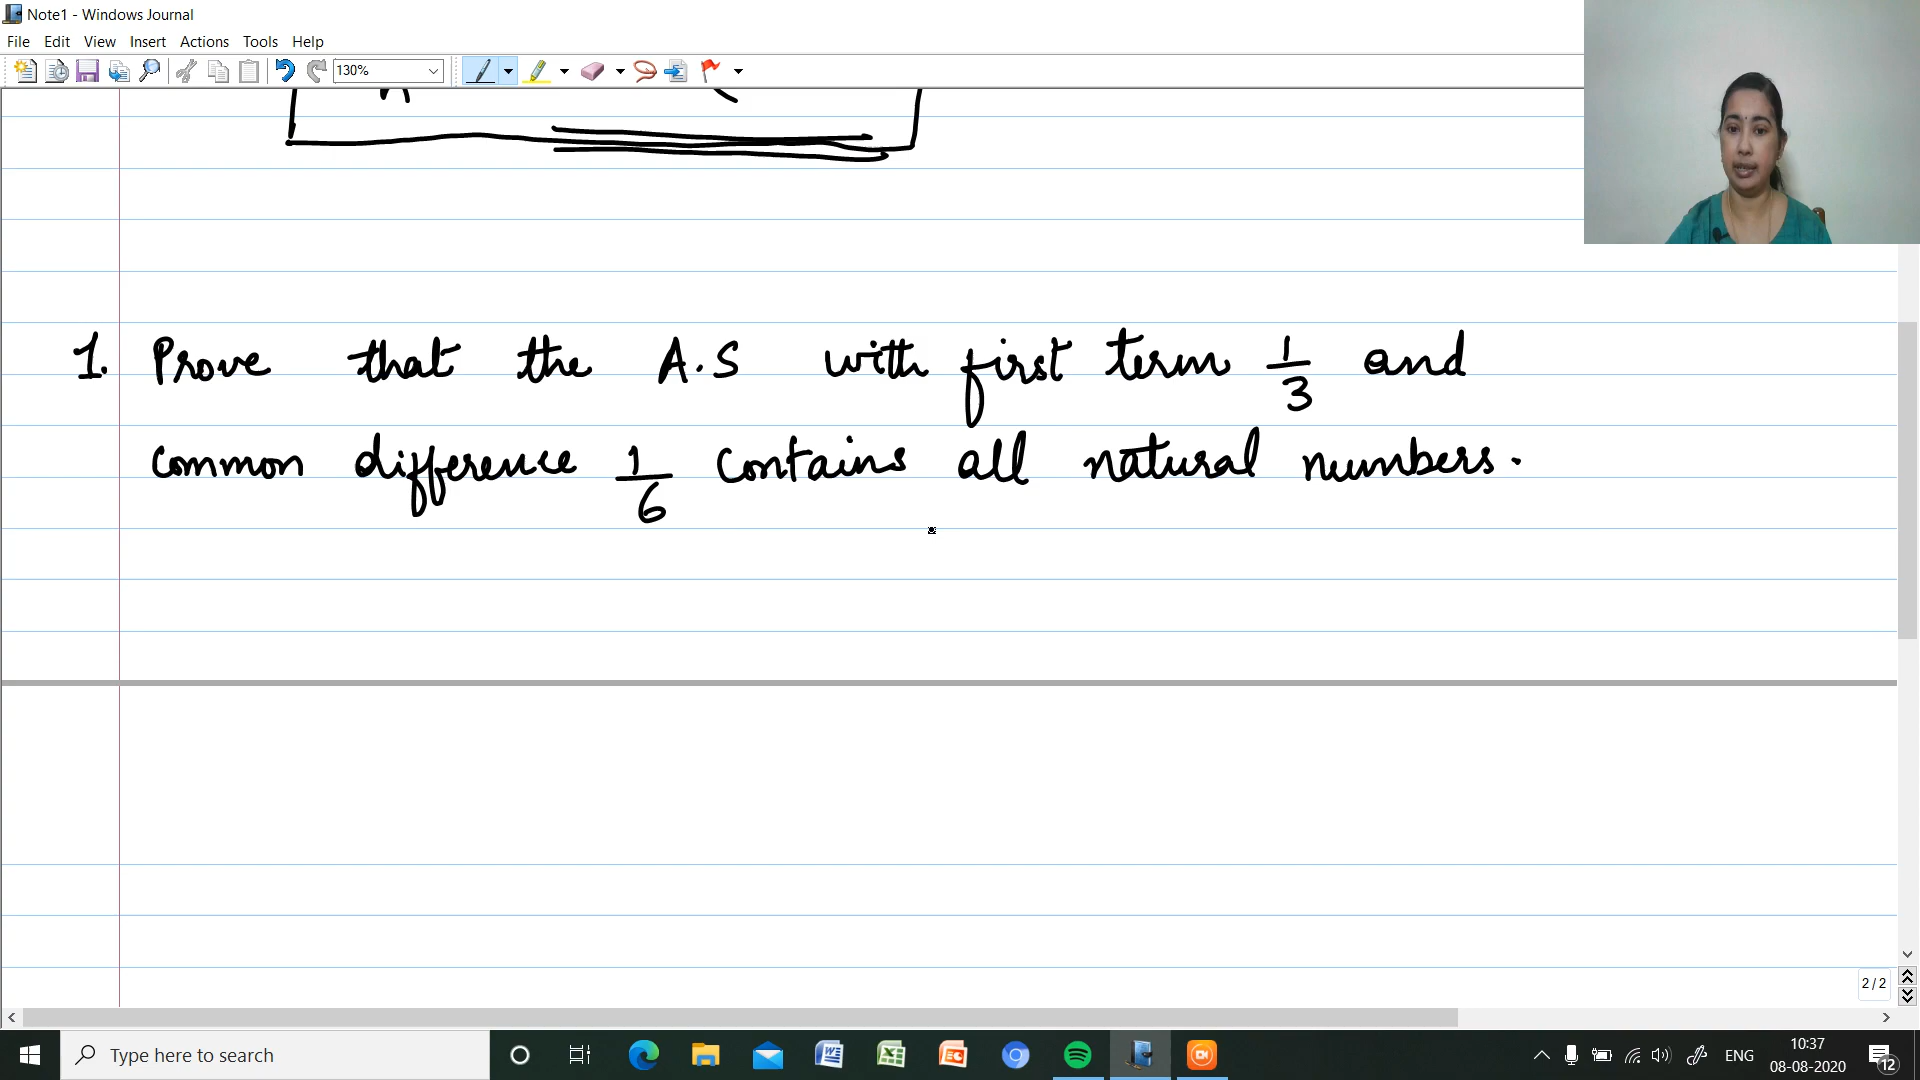 Note1 - Windows Journal
File Edit View Insert Actions Tools Help
130%
1. Prove that the A.S with first term 1/3 and
common difference 1/6 contains all natural numbers.
2 / 2
Type here to search
ENG
10:37
08-08-2020
12